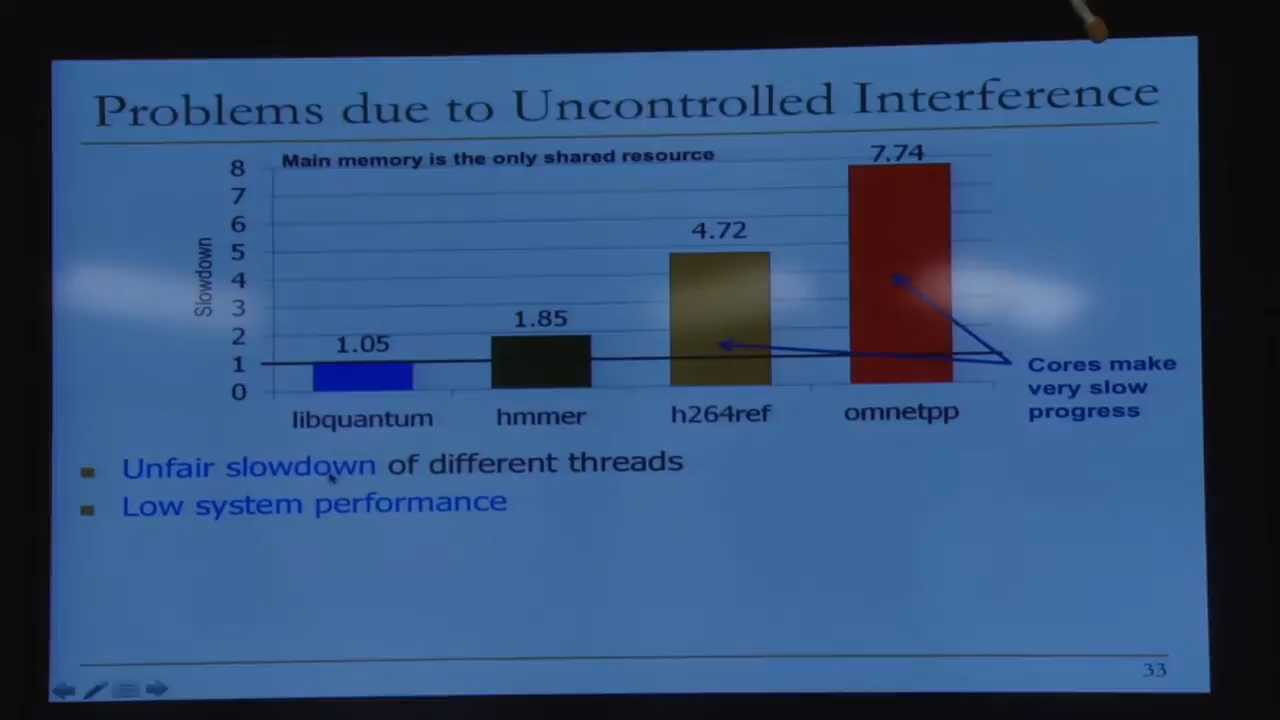 Problems due to Uncontrolled Interference
Main memory is the only shared resource
8
7
6
5
4
3
2
1
0
Slowdown
1.05
1.85
4.72
7.74
libquantum
hmmer
h264ref
omnetpp
Cores make
very slow
progress
Unfair slowdown of different threads
Low system performance
33